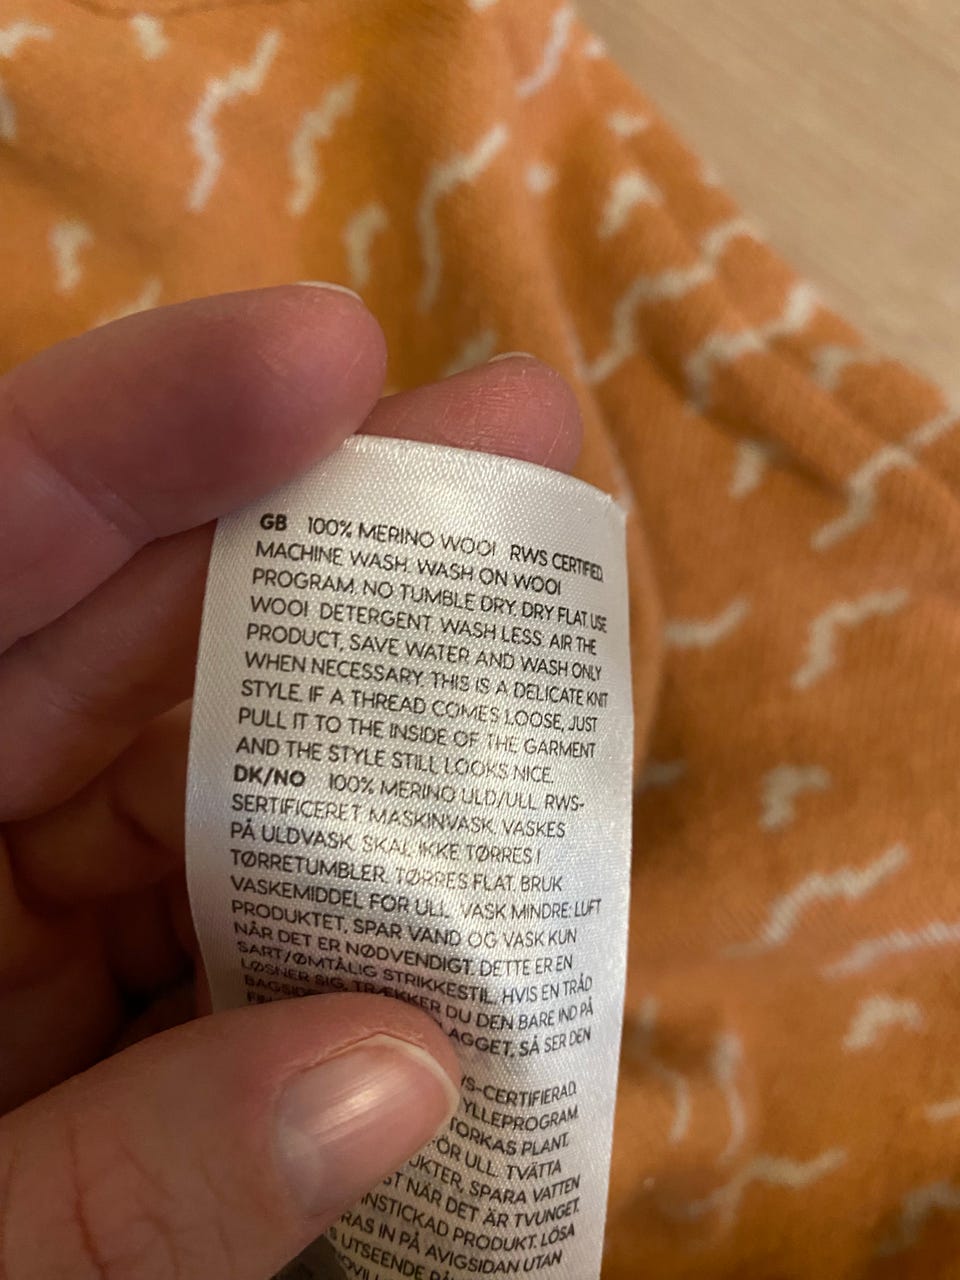 GB 100% MERINO WOOL RWS CERTIFIED.
MACHINE WASH. WASH ON WOOL
PROGRAM. NO TUMBLE DRY. DRY FLAT. USE
WOOL DETERGENT. WASH LESS: AIR THE
PRODUCT, SAVE WATER AND WASH ONLY
WHEN NECESSARY. THIS IS A DELICATE KNIT
STYLE. IF A THREAD COMES LOOSE, JUST
PULL IT TO THE INSIDE OF THE GARMENT
AND THE STYLE STILL LOOKS NICE.
DK/NO 100% MERINO ULD/ULL RWS-
SERTIFICERET. MASKINVASK. VASKES
PÅ ULDVASK. SKAL IKKE TØRRES I
TØRRETUMBLER. TØRRES FLAT. BRUK
VASKEMIDDEL FOR ULL. VASK MINDRE: LUFT
PRODUKTET, SPAR VAND OG VASK KUN
NÅR DET ER NØDVENDIGT. DETTE ER EN
SART/ØMTÅLIG STRIKKESTIL. HVIS EN TRÅD
LØSNER SIG, TRÆKKER DU DEN BARE IND PÅ
AGGET, SÅ SER DEN
WS-CERTIFIERAD.
YLLEPROGRAM.
TORKAS PLANT.
FÖR ULL. TVÄTTA
UKTER, SPARA VATTEN
ST NÄR DET ÄR TVUNGET.
INSTICKAD PRODUKT. LÖSA
RAS IN PÅ AVIGSIDAN UTAN
UTSEENDE PÅ